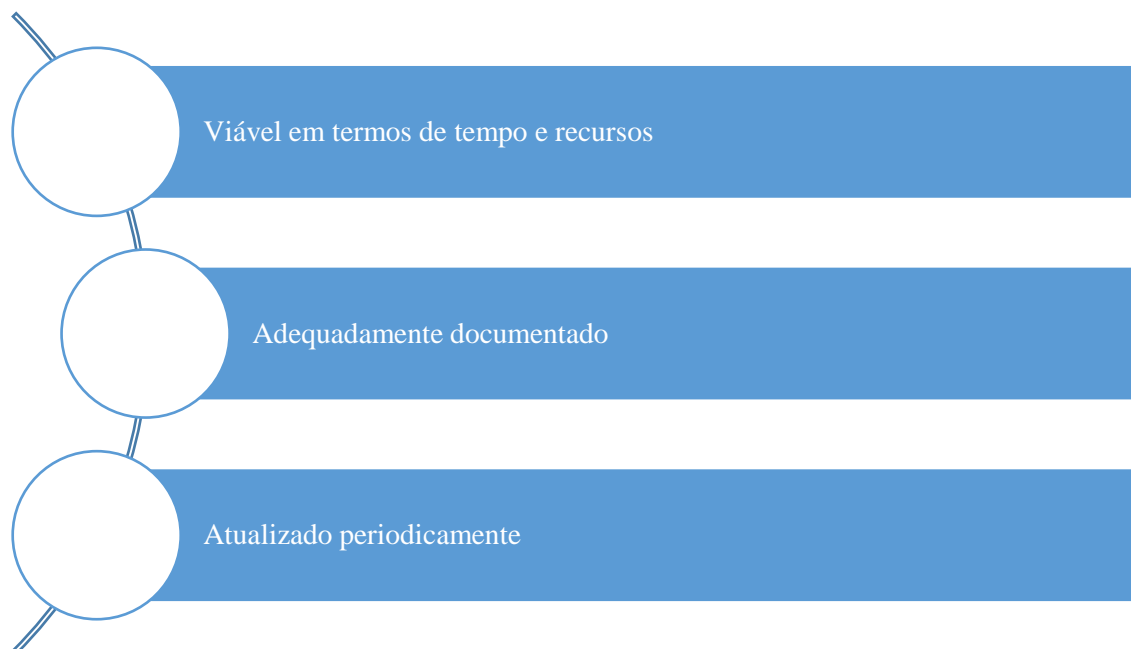 Viável em termos de tempo e recursos
Adequadamente documentado
Atualizado periodicamente